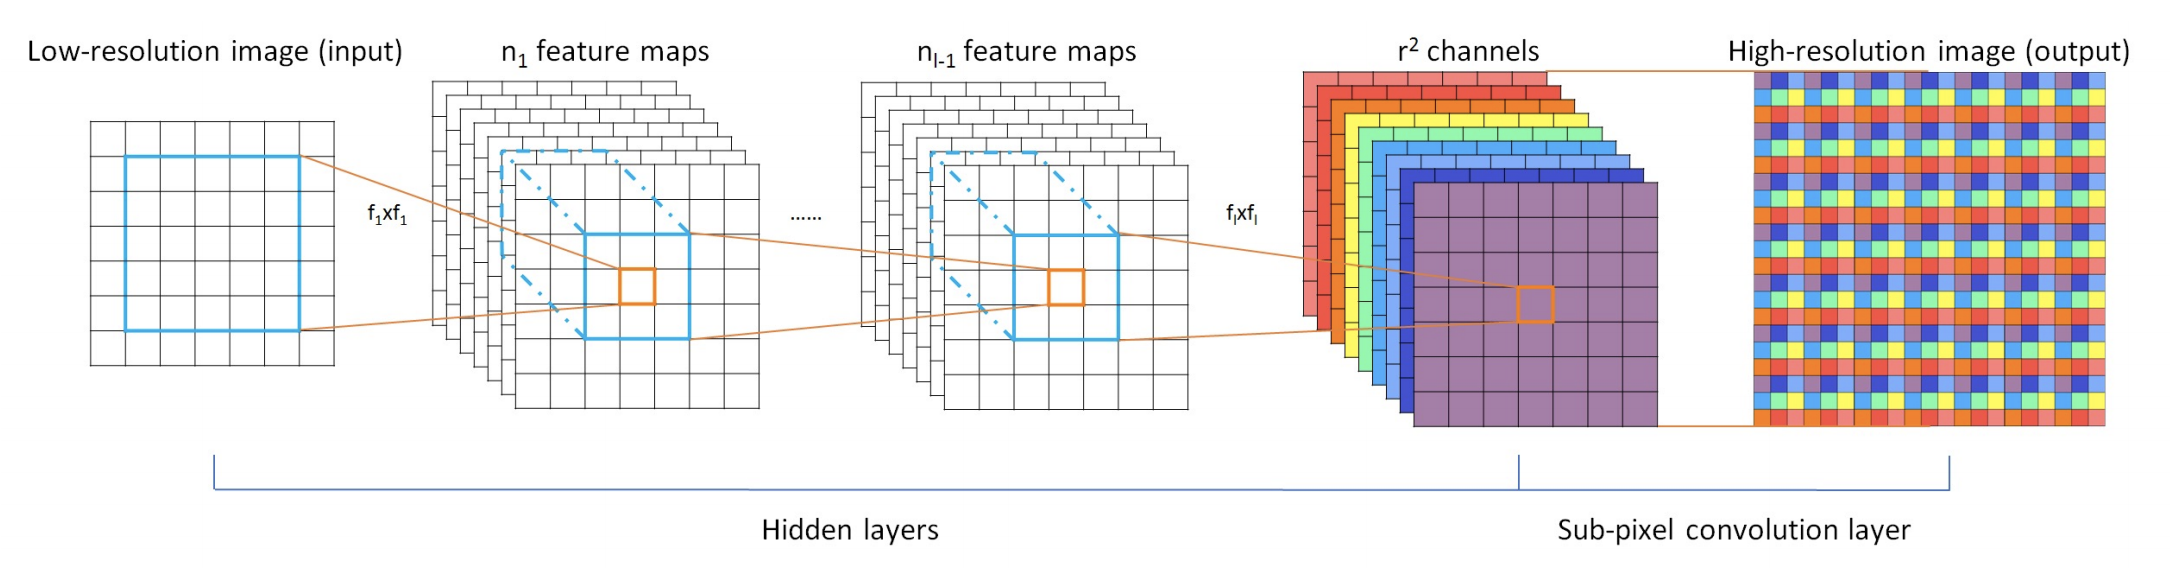 Low-resolution image (input)
n₁ feature maps
nₗ₋₁ feature maps
r² channels
High-resolution image (output)
f₁xf₁
......
fₗxfₗ
Hidden layers
Sub-pixel convolution layer